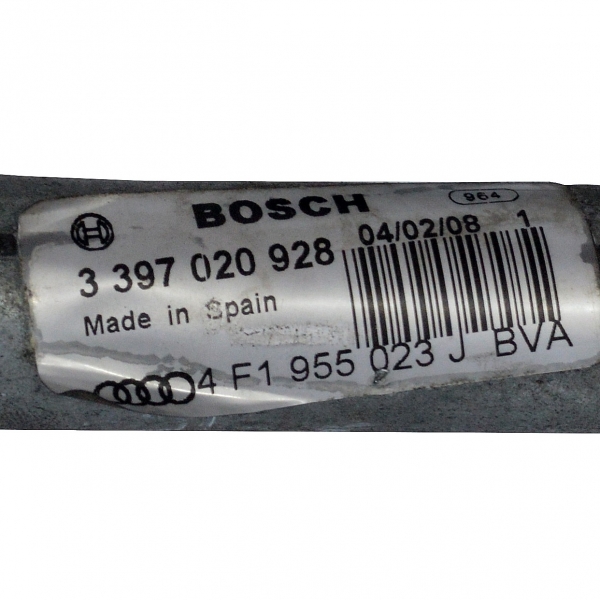 BOSCH 964
3 397 020 928 04/02/08 1
Made in Spain
4 F1 955 023 J BVA